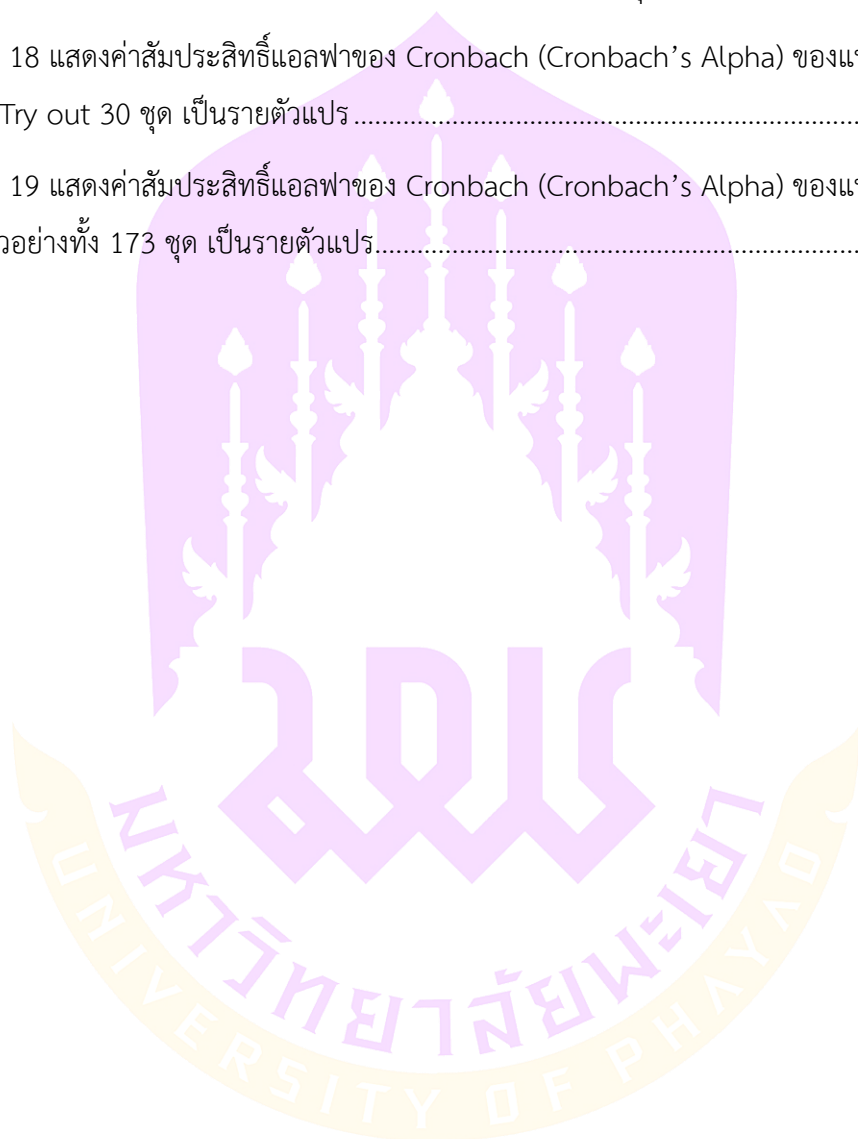 18 แสดงค่าสัมประสิทธิ์แอลฟาของ Cronbach (Cronbach's Alpha) ของแ
Try out 30 ชุด เป็นรายตัวแปร
19 แสดงค่าสัมประสิทธิ์แอลฟาของ Cronbach (Cronbach's Alpha) ของแ
วอย่างทั้ง 173 ชุด เป็นรายตัวแปร
มหาวิทยาลัยพะเยา
UNIVERSITY OF PHAYAO